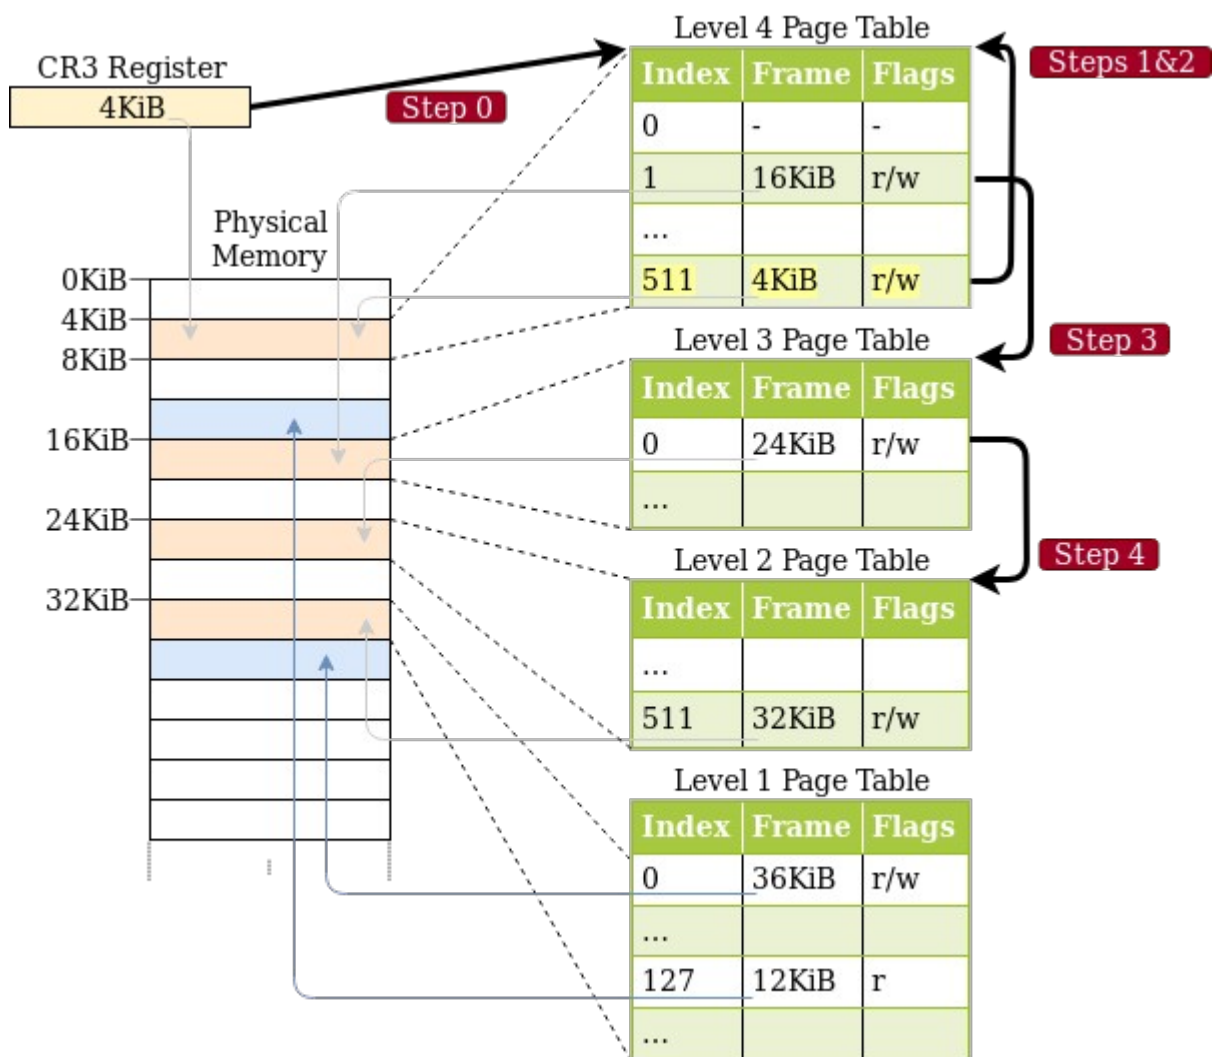 Level 4 Page Table
CR3 Register
4KiB
Step 0
Steps 1&2
Index Frame Flags
0 - -
1 16KiB r/w
...
511 4KiB r/w
Physical
Memory
0KiB
4KiB
8KiB
16KiB
24KiB
32KiB
Level 3 Page Table
Step 3
Index Frame Flags
0 24KiB r/w
...
Level 2 Page Table
Step 4
Index Frame Flags
...
511 32KiB r/w
Level 1 Page Table
Index Frame Flags
0 36KiB r/w
...
127 12KiB r
...